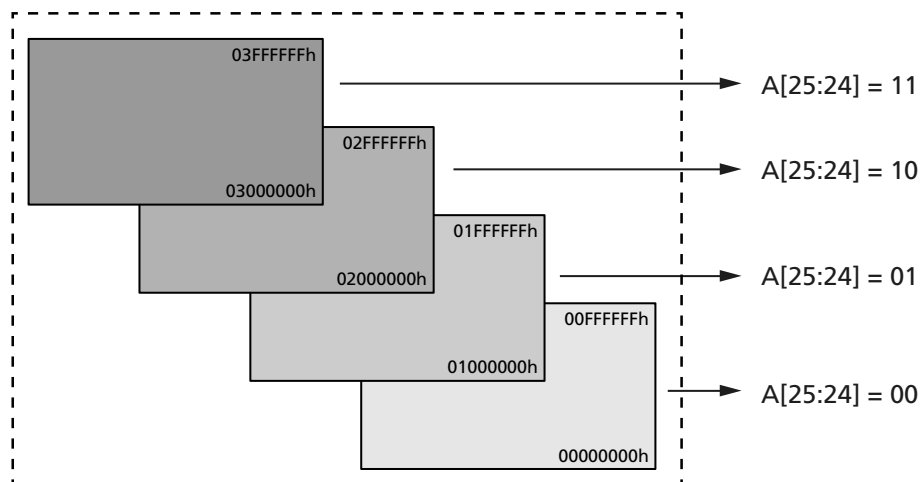 03FFFFFFh
A[25:24] = 11
02FFFFFFh
A[25:24] = 10
03000000h
01FFFFFFh
02000000h
A[25:24] = 01
00FFFFFFh
01000000h
A[25:24] = 00
00000000h